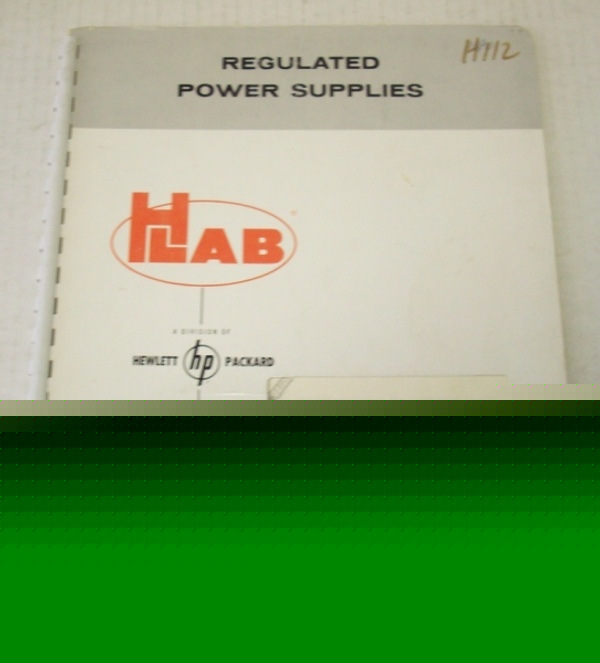 REGULATED
POWER SUPPLIES
H112
HLAB
A DIVISION OF
HEWLETT hp PACKARD